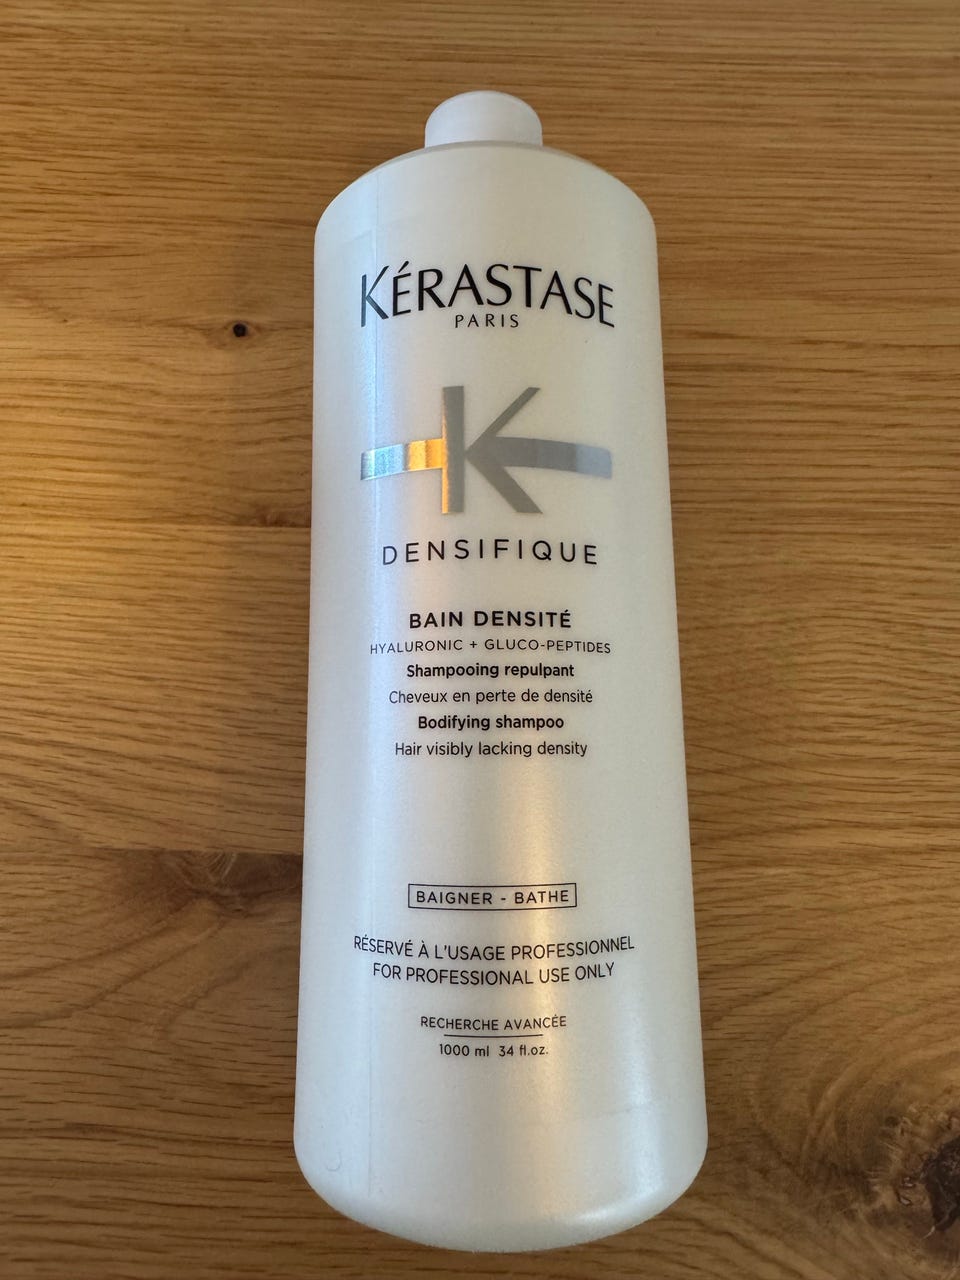 KÉRASTASE
PARIS
K
DENSIFIQUE
BAIN DENSITÉ
HYALURONIC + GLUCO-PEPTIDES
Shampooing repulpant
Cheveux en perte de densité
Bodifying shampoo
Hair visibly lacking density
BAIGNER - BATHE
RÉSERVÉ À L'USAGE PROFESSIONNEL
FOR PROFESSIONAL USE ONLY
RECHERCHE AVANCÉE
1000 ml 34 fl.oz.